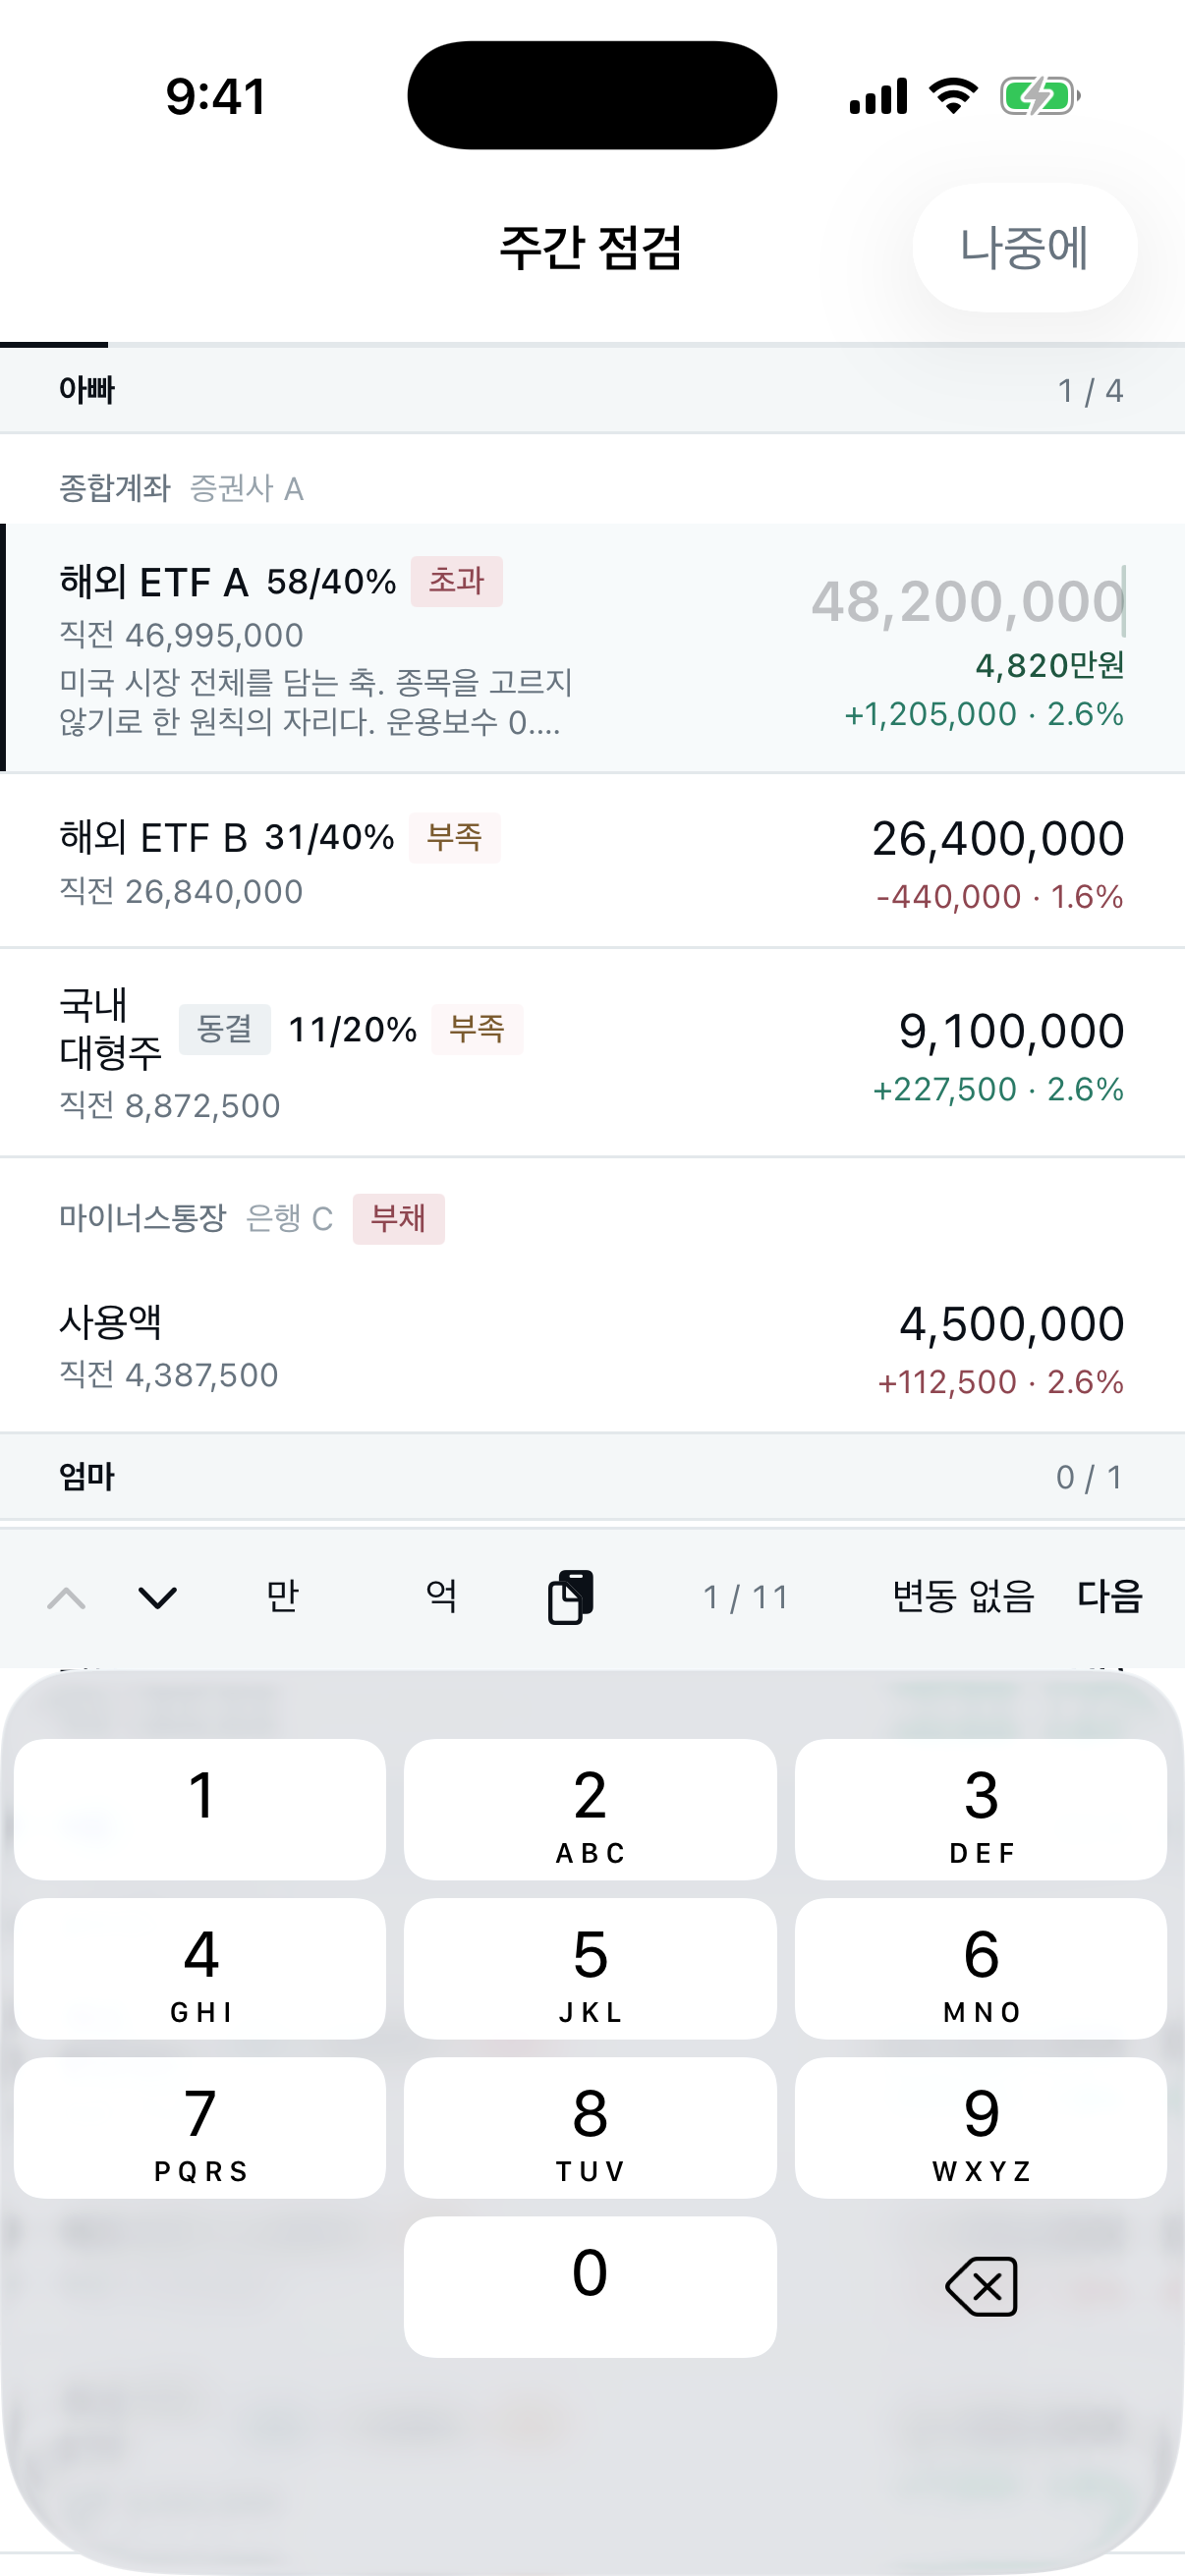 9:41
주간 점검
나중에
아빠 1 / 4
종합계좌 증권사 A
해외 ETF A 58/40% 초과
48,200,000
직전 46,995,000
4,820만원
미국 시장 전체를 담는 축. 종목을 고르지
않기로 한 원칙의 자리다. 운용보수 0....
+1,205,000 · 2.6%
해외 ETF B 31/40% 부족
26,400,000
직전 26,840,000
-440,000 · 1.6%
국내
대형주
동결 11/20% 부족
9,100,000
직전 8,872,500
+227,500 · 2.6%
마이너스통장 은행 C 부채
사용액
4,500,000
직전 4,387,500
+112,500 · 2.6%
엄마 0 / 1
만 억 1 / 11 변동 없음 다음
1
2
ABC
3
DEF
4
GHI
5
JKL
6
MNO
7
PQRS
8
TUV
9
WXYZ
0